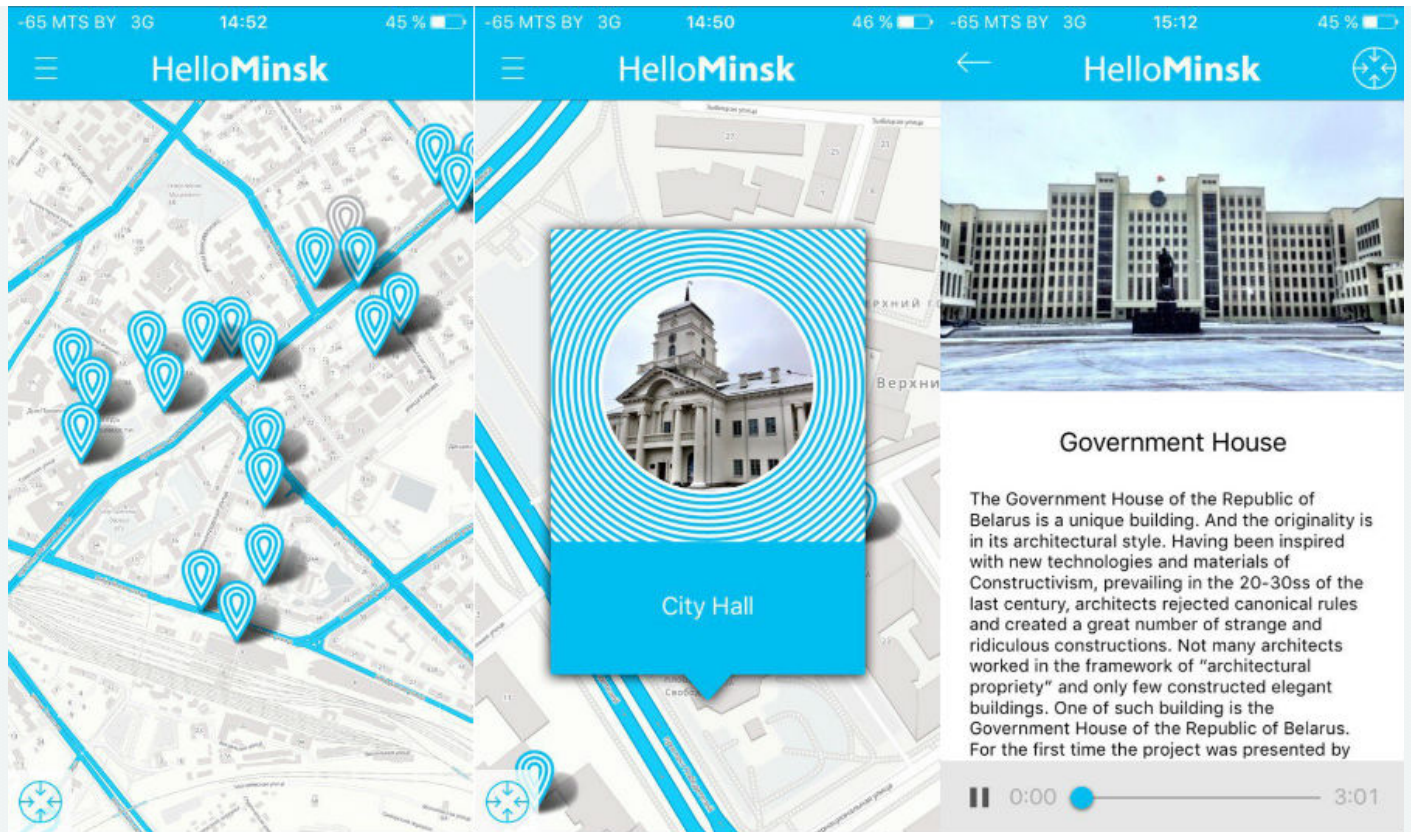 -65 MTS BY 3G 14:52 45 %
HelloMinsk
-65 MTS BY 3G 14:50 46 %
HelloMinsk
27
25
23
Верхни
City Hall
-65 MTS BY 3G 15:12 45 %
HelloMinsk
Government House
The Government House of the Republic of
Belarus is a unique building. And the originality is
in its architectural style. Having been inspired
with new technologies and materials of
Constructivism, prevailing in the 20-30ss of the
last century, architects rejected canonical rules
and created a great number of strange and
ridiculous constructions. Not many architects
worked in the framework of "architectural
propriety" and only few constructed elegant
buildings. One of such building is the
Government House of the Republic of Belarus.
For the first time the project was presented by
0:00 3:01